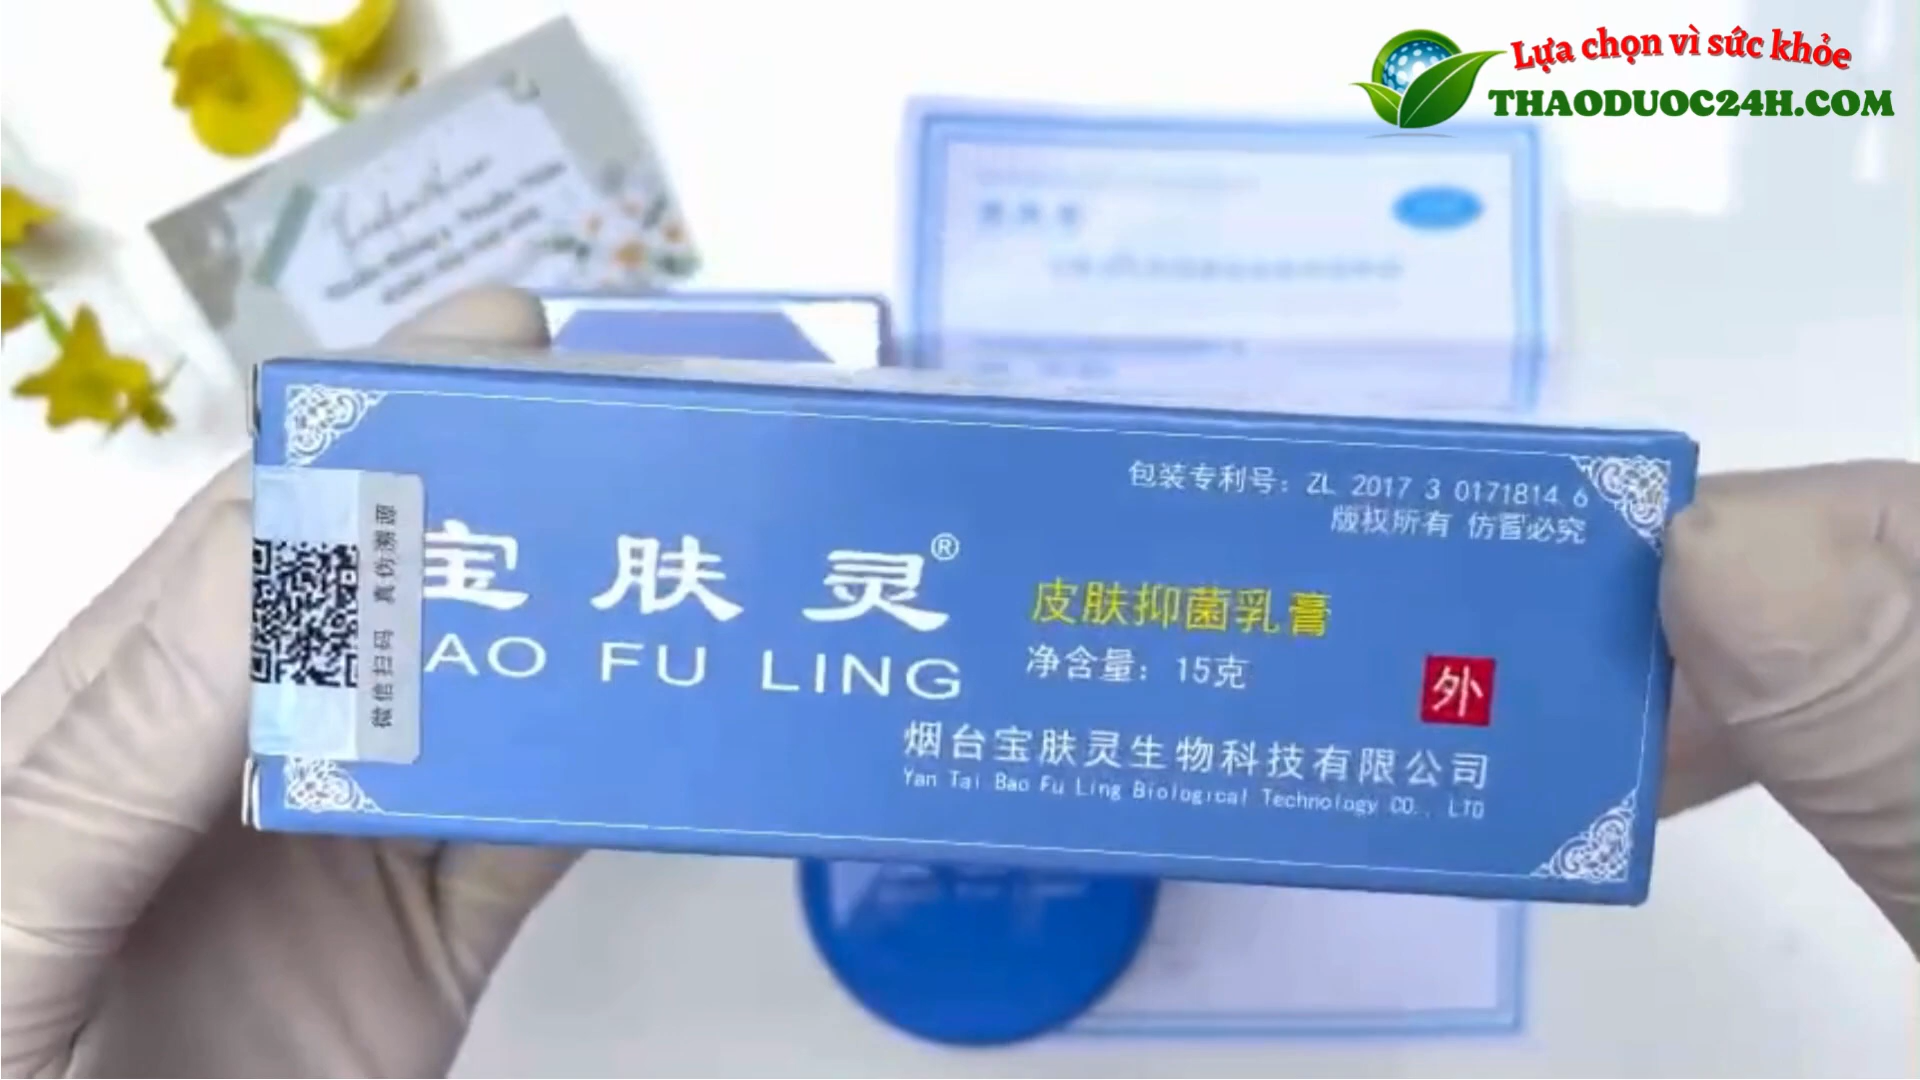 Lựa chọn vì sức khỏe
THAODUOC24H.COM
包装专利号：ZL 2017 3 0171814.6
版权所有 仿冒必究
宝肤灵®
AO FU LING
皮肤抑菌乳膏
净含量：15克
外
烟台宝肤灵生物科技有限公司
Yan Tai Bao Fu Ling Biological Technology CO., LTD
微信扫码 真伪溯源